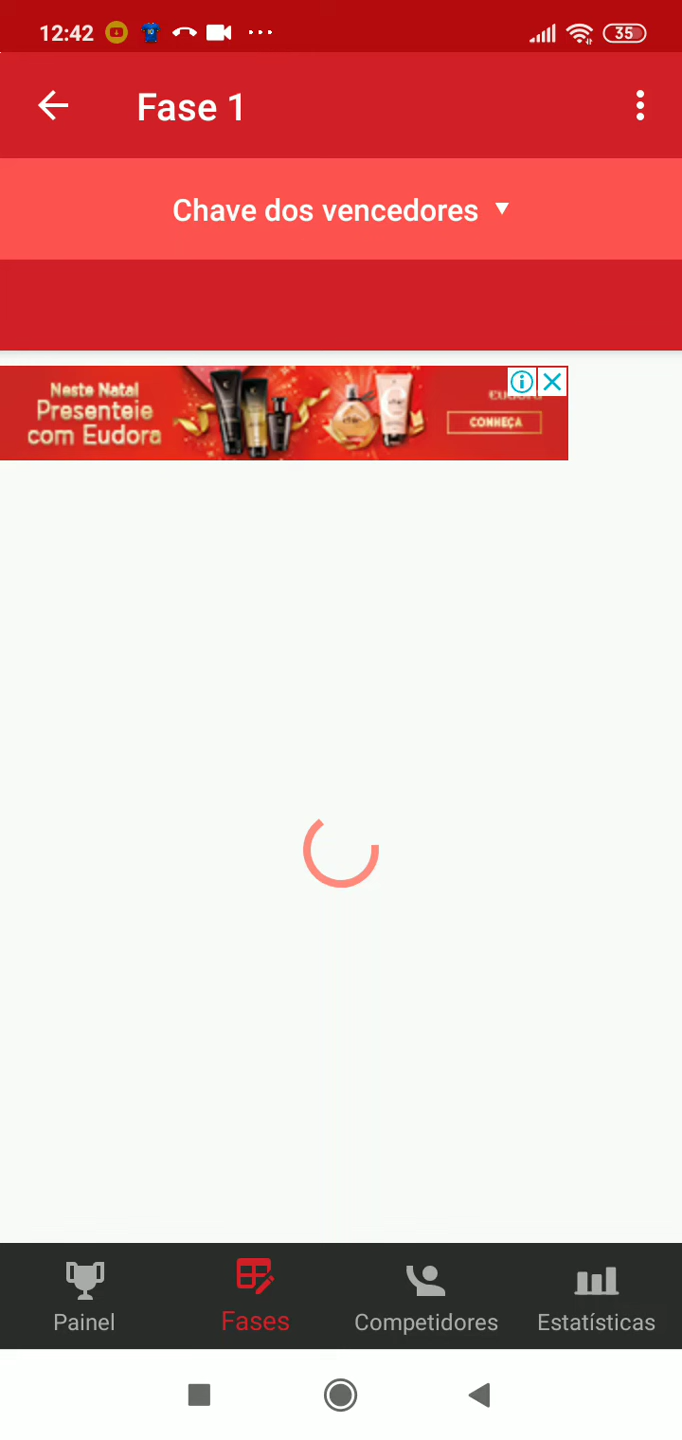 12:42
35
Fase 1
Chave dos vencedores
Neste Natal
Presenteie
com Eudora
CONHEÇA
Painel
Fases
Competidores
Estatísticas